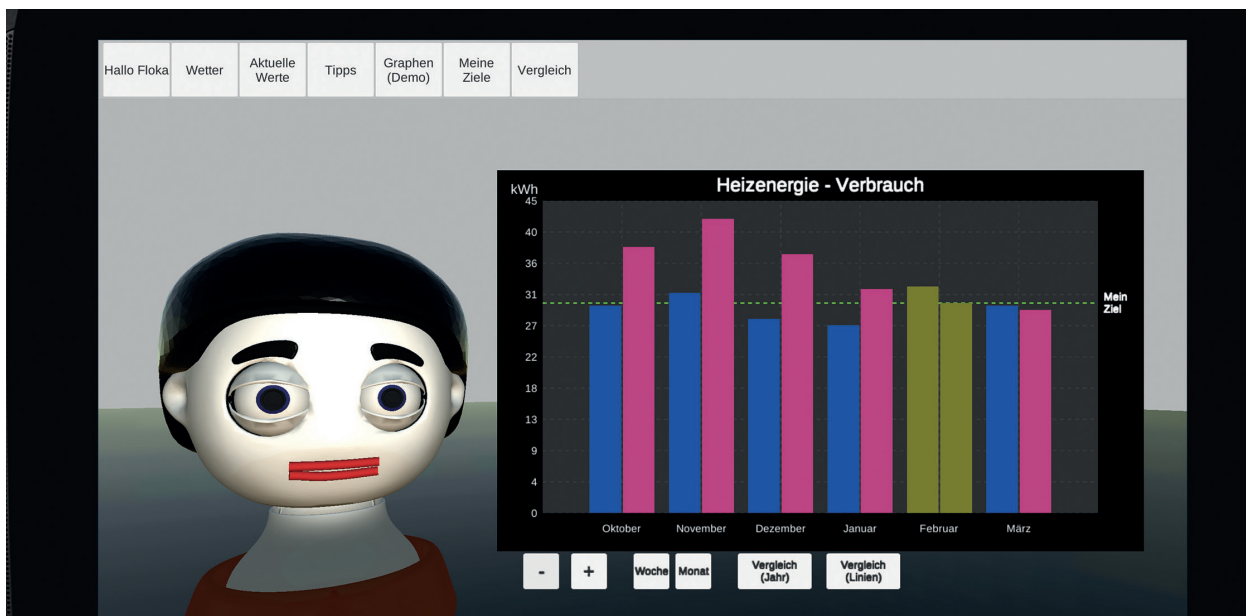 Hallo Floka
Wetter
Aktuelle
Werte
Tipps
Graphen
(Demo)
Meine
Ziele
Vergleich
Heizenergie - Verbrauch
kWh
45
40
36
31
27
22
18
13
9
4
0
Mein
Ziel
Oktober
November
Dezember
Januar
Februar
März
-
+
Woche
Monat
Vergleich
(Jahr)
Vergleich
(Linien)